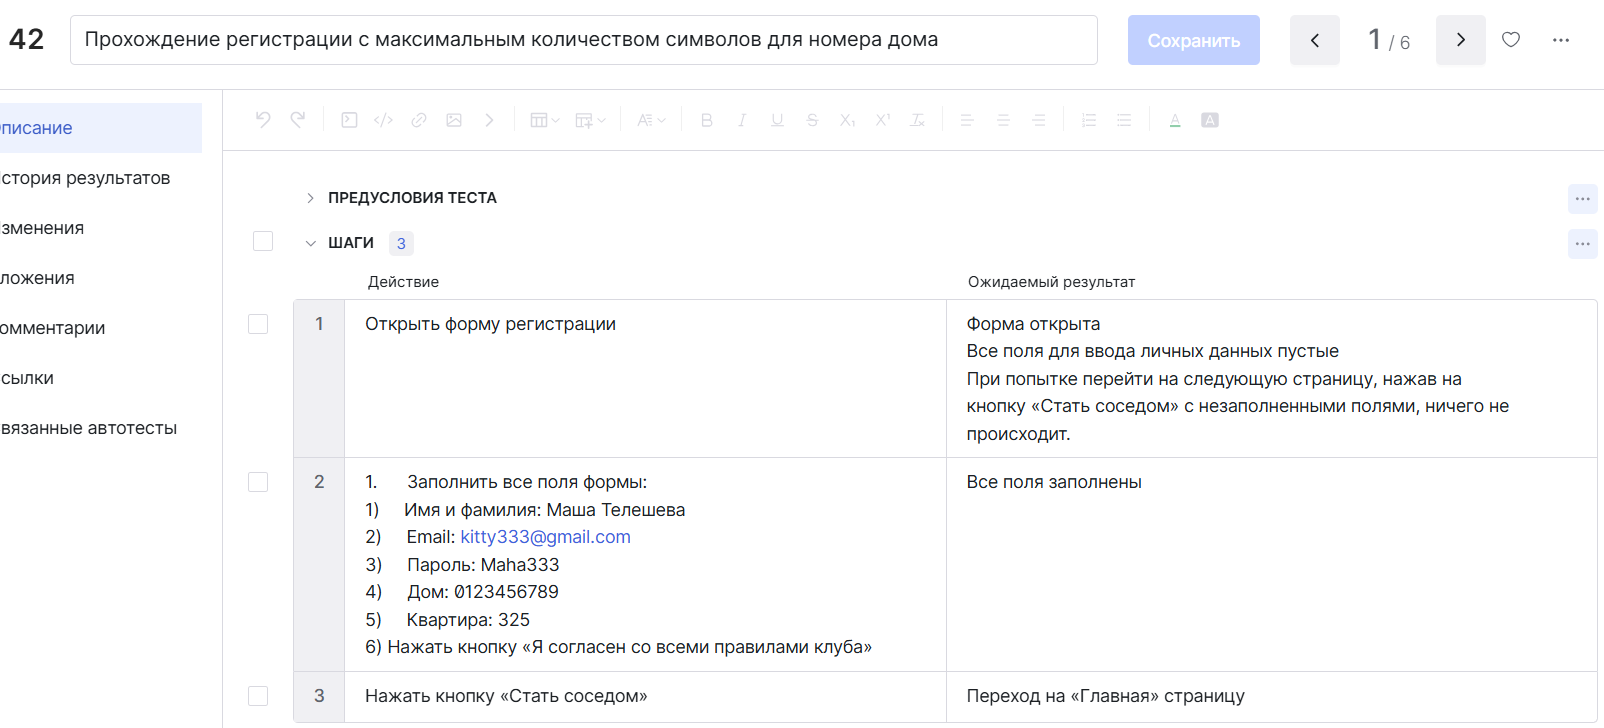 42
Прохождение регистрации с максимальным количеством символов для номера дома
Сохранить
1 / 6
писание
стория результатов
зменения
ложения
омментарии
сылки
вязанные автотесты
ПРЕДУСЛОВИЯ ТЕСТА
ШАГИ 3
Действие
Ожидаемый результат
1
Открыть форму регистрации
Форма открыта
Все поля для ввода личных данных пустые
При попытке перейти на следующую страницу, нажав на
кнопку «Стать соседом» с незаполненными полями, ничего не
происходит.
2
1. Заполнить все поля формы:
1) Имя и фамилия: Маша Телешева
2) Email: kitty333@gmail.com
3) Пароль: Maha333
4) Дом: 0123456789
5) Квартира: 325
6) Нажать кнопку «Я согласен со всеми правилами клуба»
Все поля заполнены
3
Нажать кнопку «Стать соседом»
Переход на «Главная» страницу